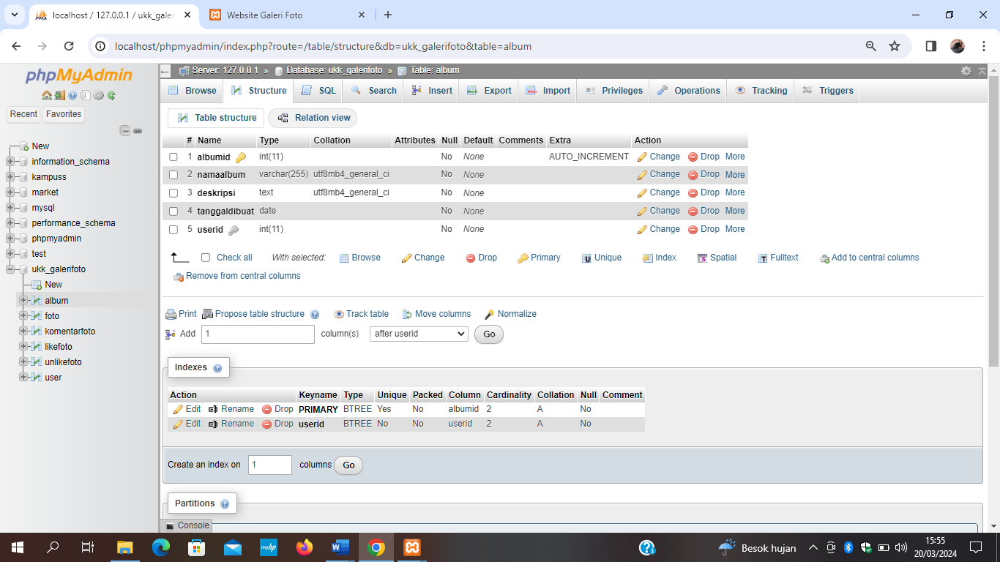 localhost / 127.0.0.1 / ukk_galer
Website Galeri Foto
localhost/phpmyadmin/index.php?route=/table/structure&db=ukk_galerifoto&table=album
phpMyAdmin
Recent Favorites
New
information_schema
kampuss
market
mysql
performance_schema
phpmyadmin
test
ukk_galerifoto
New
album
foto
komentarfoto
likefoto
unlikefoto
user
Server: 127.0.0.1 » Database: ukk_galerifoto » Table: album
Browse Structure SQL Search Insert Export Import Privileges Operations Tracking Triggers
Table structure Relation view
# Name Type Collation Attributes Null Default Comments Extra Action
1 albumid int(11) No None AUTO_INCREMENT Change Drop More
2 namaalbum varchar(255) utf8mb4_general_ci No None Change Drop More
3 deskripsi text utf8mb4_general_ci No None Change Drop More
4 tanggaldibuat date No None Change Drop More
5 userid int(11) No None Change Drop More
Check all With selected: Browse Change Drop Primary Unique Index Spatial Fulltext Add to central columns
Remove from central columns
Print Propose table structure Track table Move columns Normalize
Add 1 column(s) after userid Go
Indexes
Action Keyname Type Unique Packed Column Cardinality Collation Null Comment
Edit Rename Drop PRIMARY BTREE Yes No albumid 2 A No
Edit Rename Drop userid BTREE No No userid 2 A No
Create an index on 1 columns Go
Partitions
Console
Besok hujan
15:55
20/03/2024